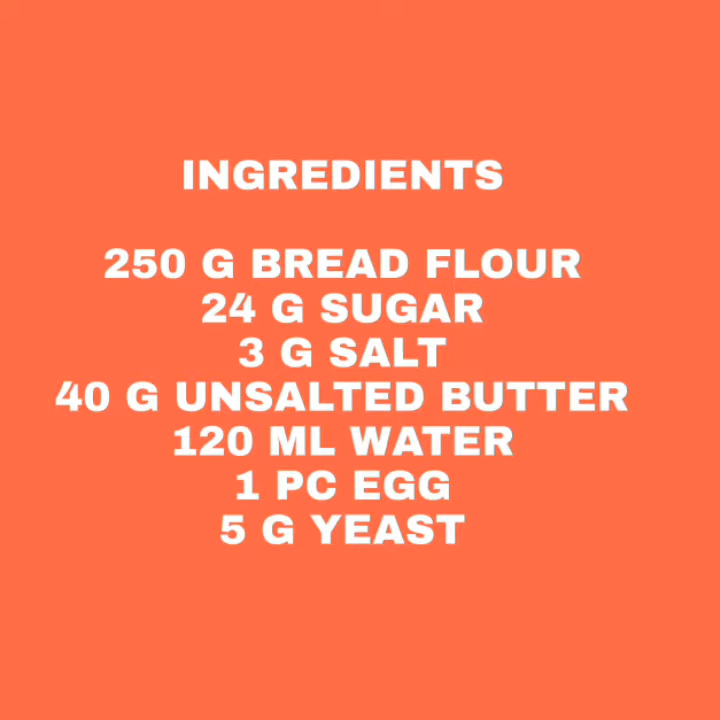 INGREDIENTS
250 G BREAD FLOUR
24 G SUGAR
3 G SALT
40 G UNSALTED BUTTER
120 ML WATER
1 PC EGG
5 G YEAST